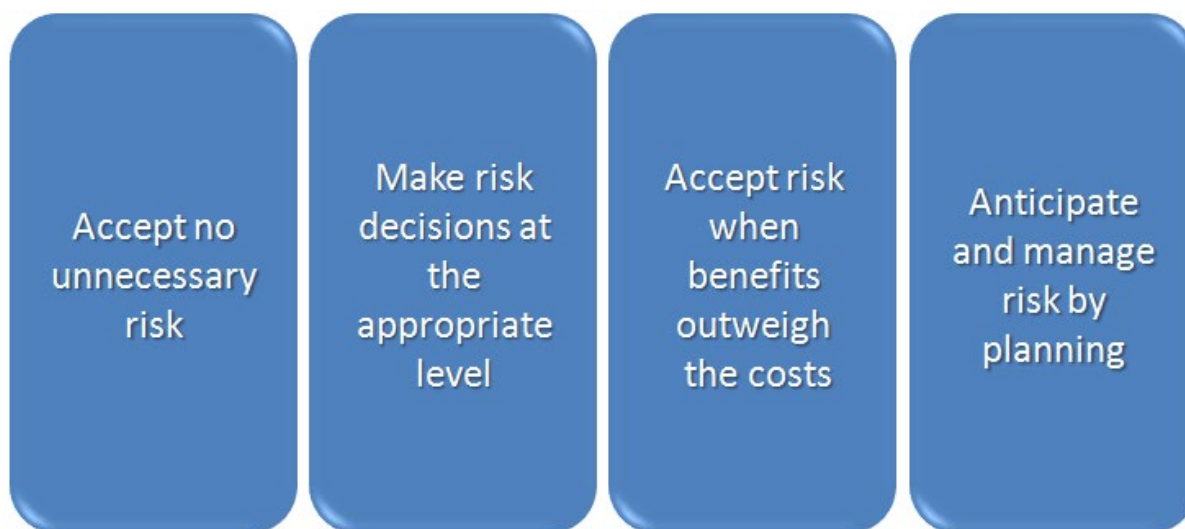 Accept no
unnecessary
risk
Make risk
decisions at
the
appropriate
level
Accept risk
when
benefits
outweigh
the costs
Anticipate
and manage
risk by
planning